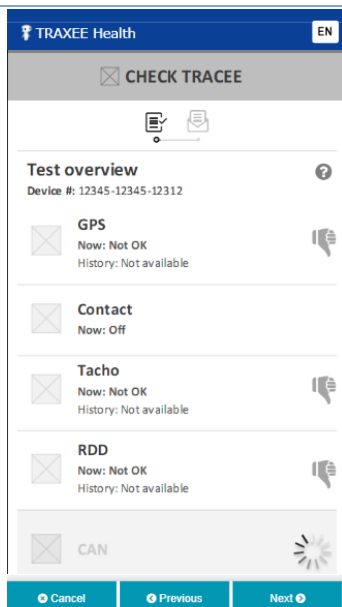 TRAXEE Health
EN
CHECK TRACEE
Test overview
Device #: 12345-12345-12312
GPS
Now: Not OK
History: Not available
Contact
Now: Off
Tacho
Now: Not OK
History: Not available
RDD
Now: Not OK
History: Not available
CAN
Cancel
Previous
Next